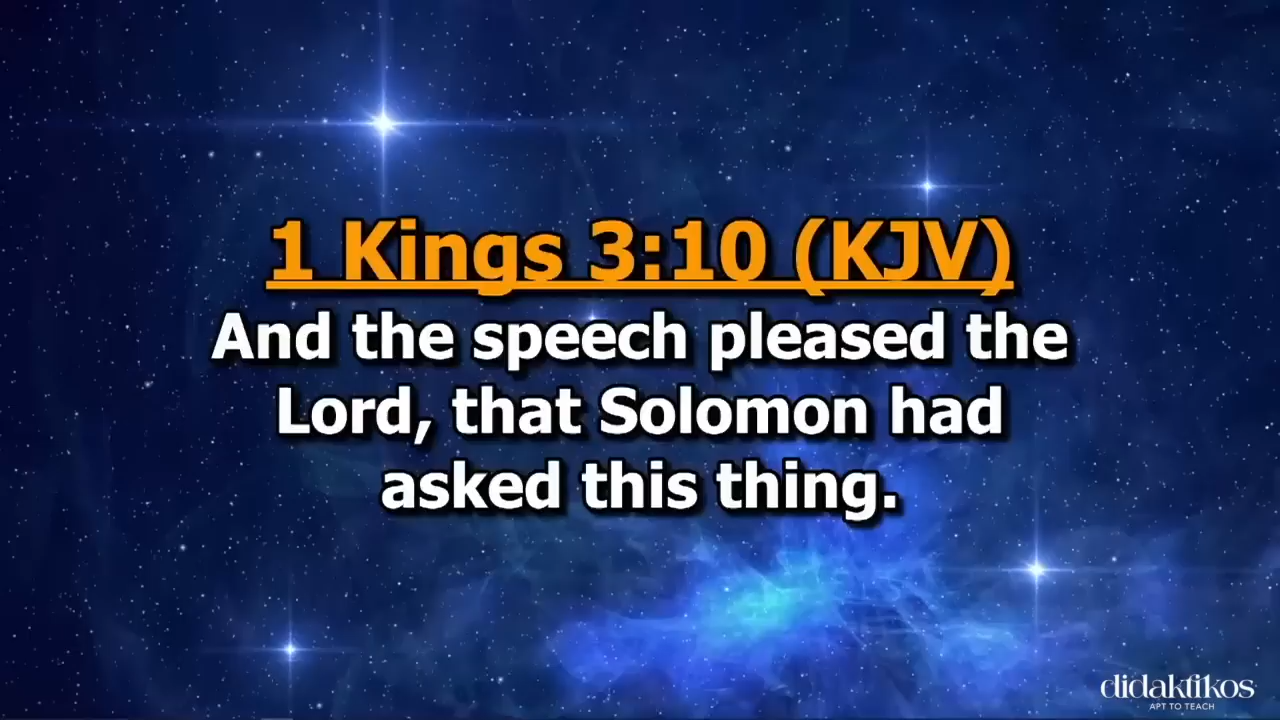 1 Kings 3:10 (KJV)
And the speech pleased the
Lord, that Solomon had
asked this thing.
didaktikos
APT TO TEACH